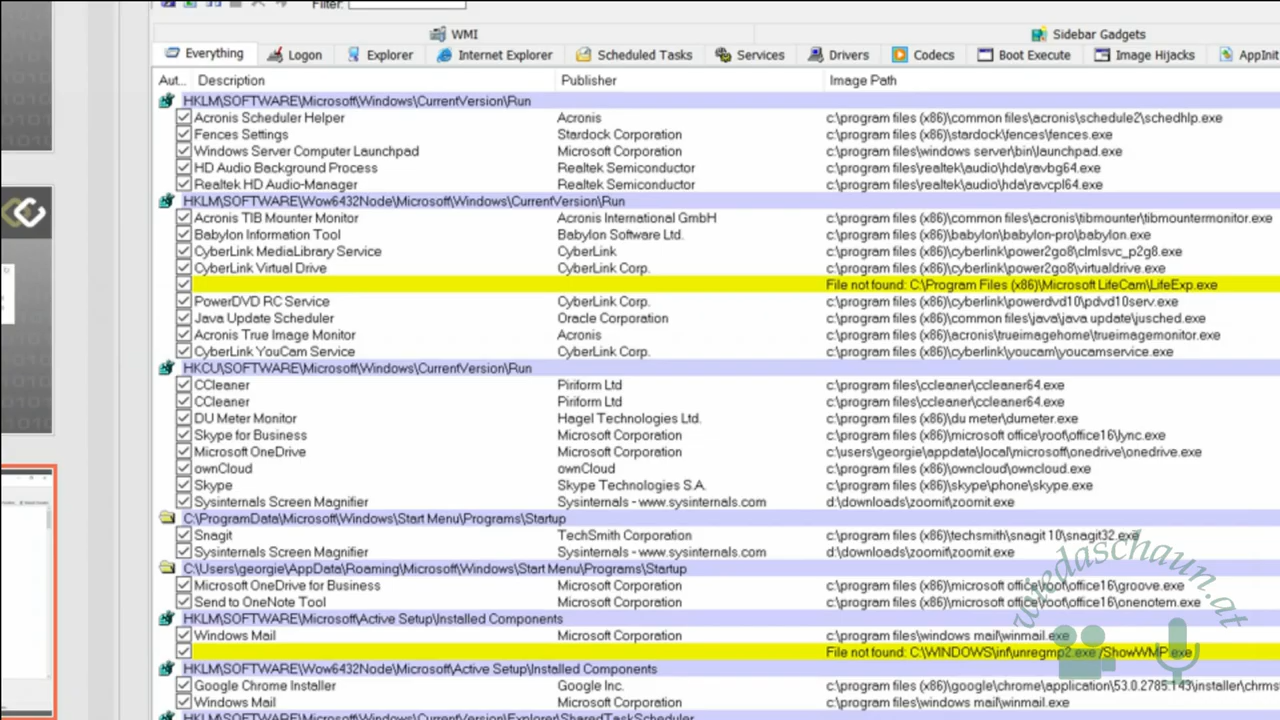 Filter:
WMI Sidebar Gadgets
Everything Logon Explorer Internet Explorer Scheduled Tasks Services Drivers Codecs Boot Execute Image Hijacks AppInit
Aut... Description Publisher Image Path
HKLM\SOFTWARE\Microsoft\Windows\CurrentVersion\Run
Acronis Scheduler Helper Acronis c:\program files (x86)\common files\acronis\schedule2\schedhlp.exe
Fences Settings Stardock Corporation c:\program files (x86)\stardock\fences\fences.exe
Windows Server Computer Launchpad Microsoft Corporation c:\program files\windows server\bin\launchpad.exe
HD Audio Background Process Realtek Semiconductor c:\program files\realtek\audio\hda\ravbg64.exe
Realtek HD Audio-Manager Realtek Semiconductor c:\program files\realtek\audio\hda\ravcpl64.exe
HKLM\SOFTWARE\Wow6432Node\Microsoft\Windows\CurrentVersion\Run
Acronis TIB Mounter Monitor Acronis International GmbH c:\program files (x86)\common files\acronis\tibmounter\tibmountermonitor.exe
Babylon Information Tool Babylon Software Ltd. c:\program files (x86)\babylon\babylon-pro\babylon.exe
CyberLink MediaLibrary Service CyberLink c:\program files (x86)\cyberlink\power2go8\clmlsvc_p2g8.exe
CyberLink Virtual Drive CyberLink Corp. c:\program files (x86)\cyberlink\power2go8\virtualdrive.exe
File not found: C:\Program Files (x86)\Microsoft LifeCam\LifeExp.exe
PowerDVD RC Service CyberLink Corp. c:\program files (x86)\cyberlink\powerdvd10\pdvd10serv.exe
Java Update Scheduler Oracle Corporation c:\program files (x86)\common files\java\java update\jusched.exe
Acronis True Image Monitor Acronis c:\program files (x86)\acronis\trueimagehome\trueimagemonitor.exe
CyberLink YouCam Service CyberLink Corp. c:\program files (x86)\cyberlink\youcam\youcamservice.exe
HKCU\SOFTWARE\Microsoft\Windows\CurrentVersion\Run
CCleaner Piriform Ltd c:\program files\ccleaner\ccleaner64.exe
CCleaner Piriform Ltd c:\program files\ccleaner\ccleaner64.exe
DU Meter Monitor Hagel Technologies Ltd. c:\program files (x86)\du meter\dumeter.exe
Skype for Business Microsoft Corporation c:\program files (x86)\microsoft office\root\office16\lync.exe
Microsoft OneDrive Microsoft Corporation c:\users\georgie\appdata\local\microsoft\onedrive\onedrive.exe
ownCloud ownCloud c:\program files (x86)\owncloud\owncloud.exe
Skype Skype Technologies S.A. c:\program files (x86)\skype\phone\skype.exe
Sysinternals Screen Magnifier Sysinternals - www.sysinternals.com d:\downloads\zoomit\zoomit.exe
C:\ProgramData\Microsoft\Windows\Start Menu\Programs\Startup
Snagit TechSmith Corporation c:\program files (x86)\techsmith\snagit 10\snagit32.exe
Sysinternals Screen Magnifier Sysinternals - www.sysinternals.com d:\downloads\zoomit\zoomit.exe
C:\Users\georgie\AppData\Roaming\Microsoft\Windows\Start Menu\Programs\Startup
Microsoft OneDrive for Business Microsoft Corporation c:\program files (x86)\microsoft office\root\office16\groove.exe
Send to OneNote Tool Microsoft Corporation c:\program files (x86)\microsoft office\root\office16\onenotem.exe
HKLM\SOFTWARE\Microsoft\Active Setup\Installed Components
Windows Mail Microsoft Corporation c:\program files\windows mail\winmail.exe
File not found: C:\WINDOWS\inf\unregmp2.exe /ShowWMP.exe
HKLM\SOFTWARE\Wow6432Node\Microsoft\Active Setup\Installed Components
Google Chrome Installer Google Inc. c:\program files (x86)\google\chrome\application\53.0.2785.143\installer\chrms
Windows Mail Microsoft Corporation c:\program files (x86)\windows mail\winmail.exe
HKLM\SOFTWARE\Microsoft\Windows\CurrentVersion\Explorer\SharedTaskScheduler
wiedaschaun.at